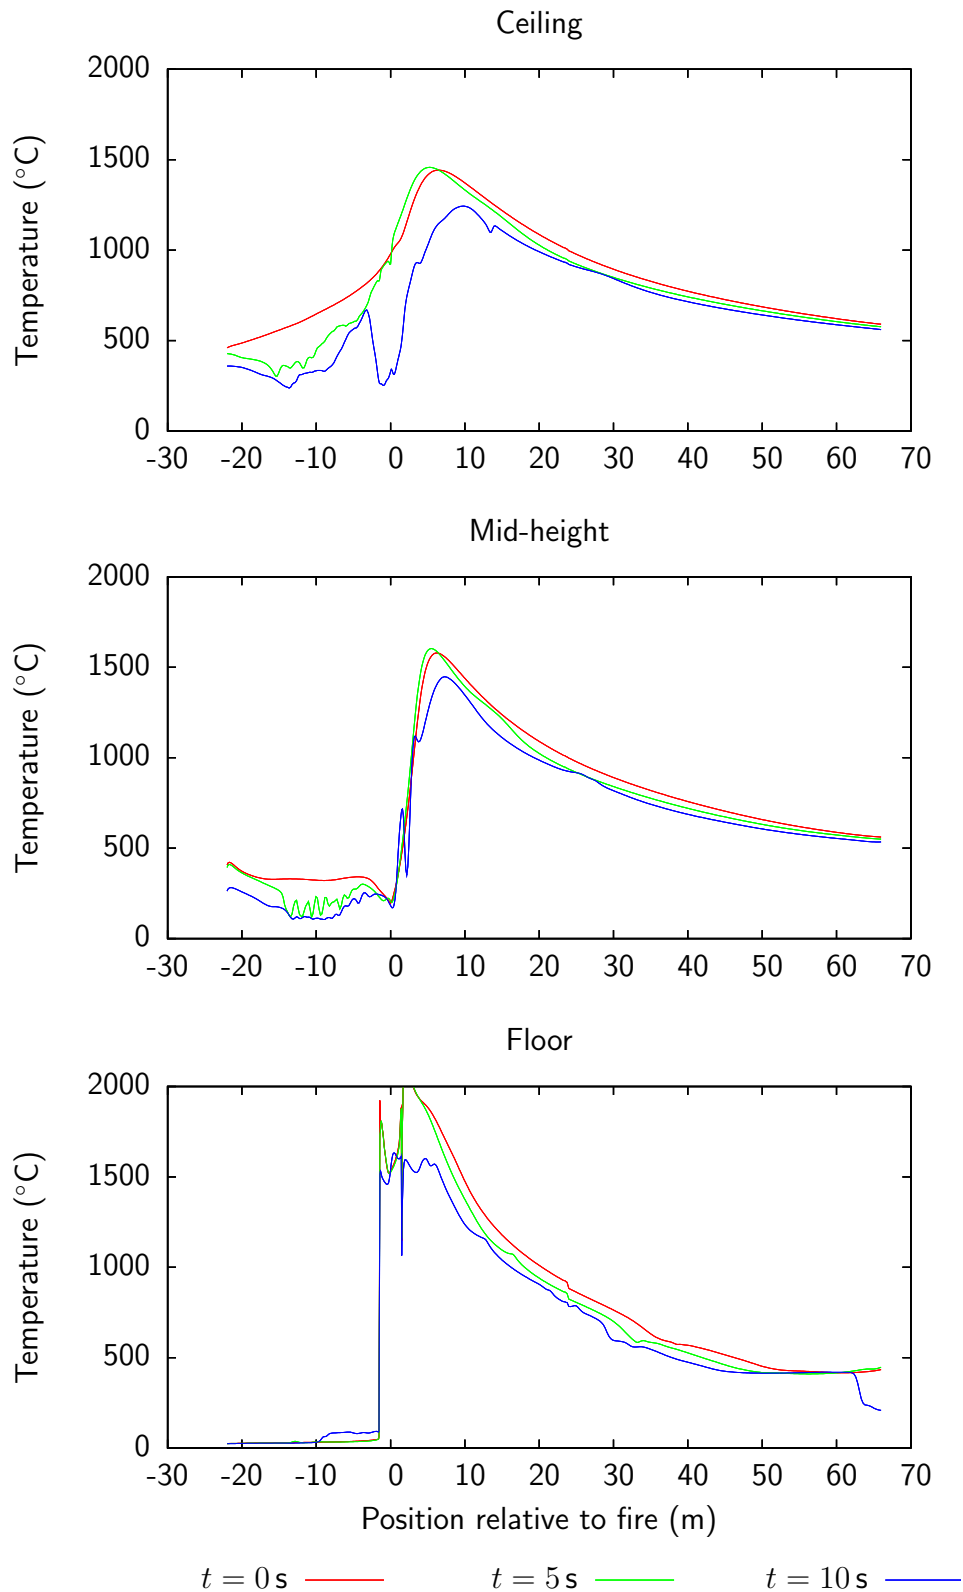 Ceiling
2000
1500
1000
500
0
Temperature (°C)
-30 -20 -10 0 10 20 30 40 50 60 70
Mid-height
2000
1500
1000
500
0
Temperature (°C)
-30 -20 -10 0 10 20 30 40 50 60 70
Floor
2000
1500
1000
500
0
Temperature (°C)
-30 -20 -10 0 10 20 30 40 50 60 70
Position relative to fire (m)
t = 0 s t = 5 s t = 10 s